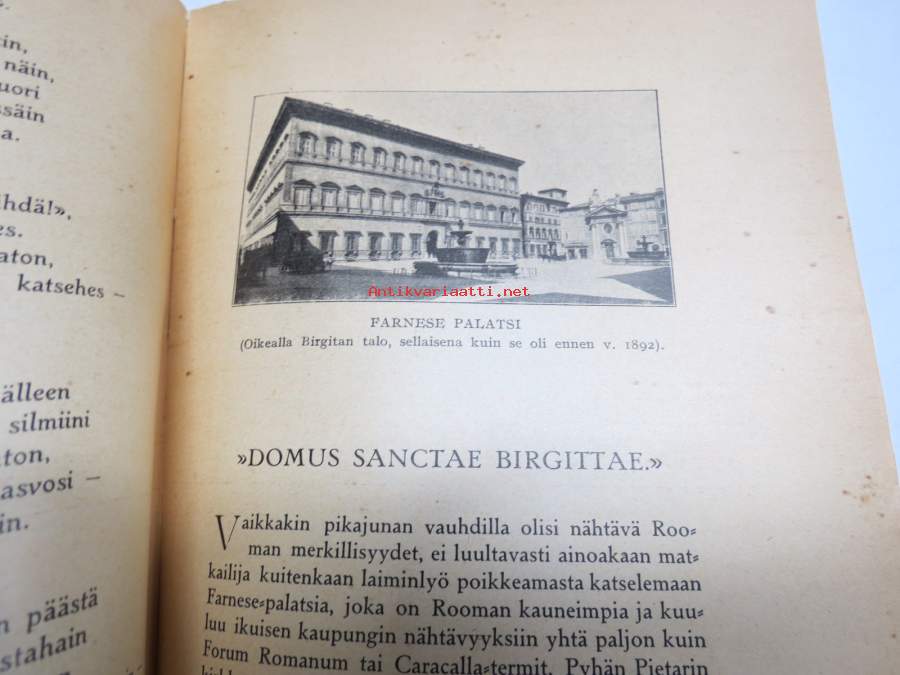 tin,
näin,
uori
ssäin
a.
ihdä!»,
es.
aton,
katsehes –
älleen
silmiini
aton,
asvosi –
in.
n päästä
stahain
Antikvariaatti.net
FARNESE PALATSI
(Oikealla Birgitan talo, sellaisena kuin se oli ennen v. 1892).
»DOMUS SANCTAE BIRGITTAE.»
Vaikkakin pikajunan vauhdilla olisi nähtävä Roo-
man merkillisyydet, ei luultavasti ainoakaan mat-
kailija kuitenkaan laiminlyö poikkeamasta katselemaan
Farnese-palatsia, joka on Rooman kauneimpia ja kuu-
luu ikuisen kaupungin nähtävyyksiin yhtä paljon kuin
Forum Romanum tai Caracalla-termit. Pyhän Pietarin